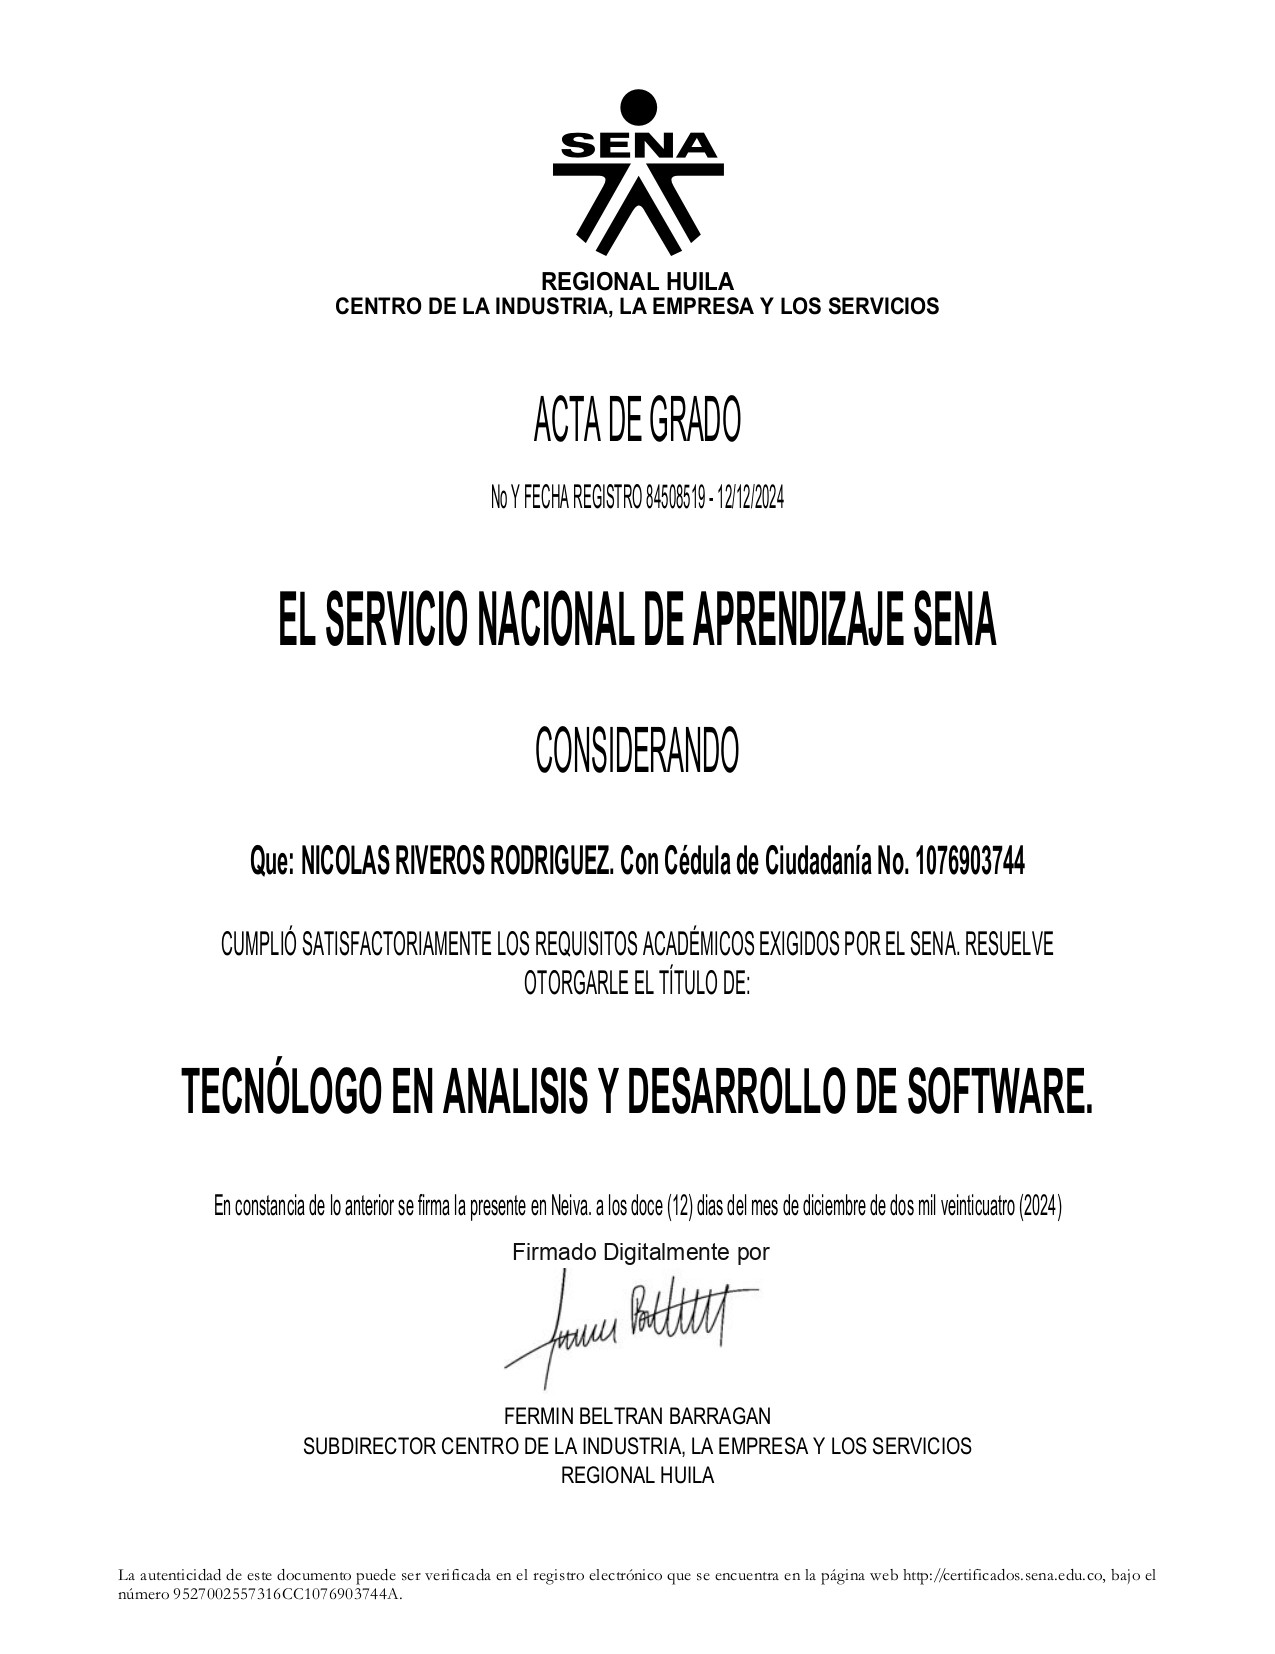 SENA
REGIONAL HUILA
CENTRO DE LA INDUSTRIA, LA EMPRESA Y LOS SERVICIOS
ACTA DE GRADO
No Y FECHA REGISTRO 84508519 - 12/12/2024
EL SERVICIO NACIONAL DE APRENDIZAJE SENA
CONSIDERANDO
Que: NICOLAS RIVEROS RODRIGUEZ. Con Cédula de Ciudadanía No. 1076903744
CUMPLIÓ SATISFACTORIAMENTE LOS REQUISITOS ACADÉMICOS EXIGIDOS POR EL SENA. RESUELVE
OTORGARLE EL TÍTULO DE:
TECNÓLOGO EN ANALISIS Y DESARROLLO DE SOFTWARE.
En constancia de lo anterior se firma la presente en Neiva. a los doce (12) dias del mes de diciembre de dos mil veinticuatro (2024)
Firmado Digitalmente por
FERMIN BELTRAN BARRAGAN
SUBDIRECTOR CENTRO DE LA INDUSTRIA, LA EMPRESA Y LOS SERVICIOS
REGIONAL HUILA
La autenticidad de este documento puede ser verificada en el registro electrónico que se encuentra en la página web http://certificados.sena.edu.co, bajo el
número 9527002557316CC1076903744A.